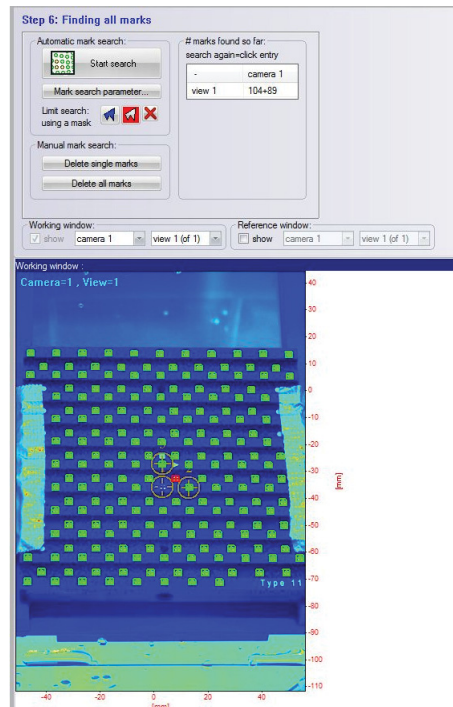 Step 6: Finding all marks
Automatic mark search:
Start search
Mark search parameter...
Limit search:
using a mask
Manual mark search:
Delete single marks
Delete all marks
# marks found so far:
search again=click entry
- camera 1
view 1 104+89
Working window:
show camera 1 view 1 (of 1)
Reference window:
show camera 1 view 1 (of 1)
Working window :
Camera=1 , View=1
40
30
20
10
0
-10
-20
-30
-40
-50
-60
-70
-80
-90
-100
-110
[mm]
Type 11
-40 -20 0 20 40
[mm]